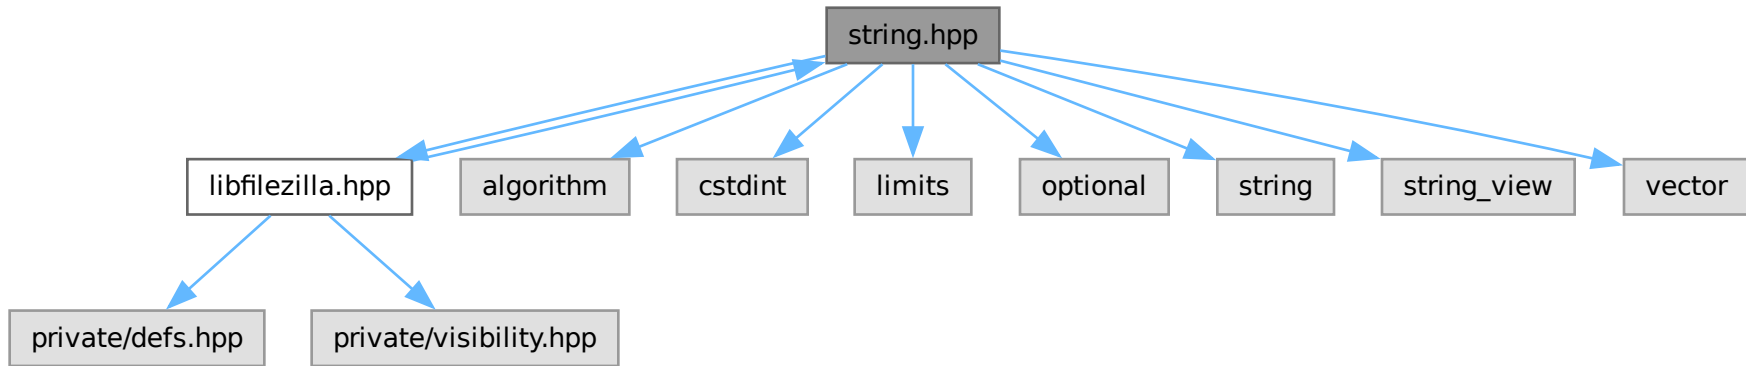 string.hpp
libfilezilla.hpp
algorithm
cstdint
limits
optional
string
string_view
vector
private/defs.hpp
private/visibility.hpp